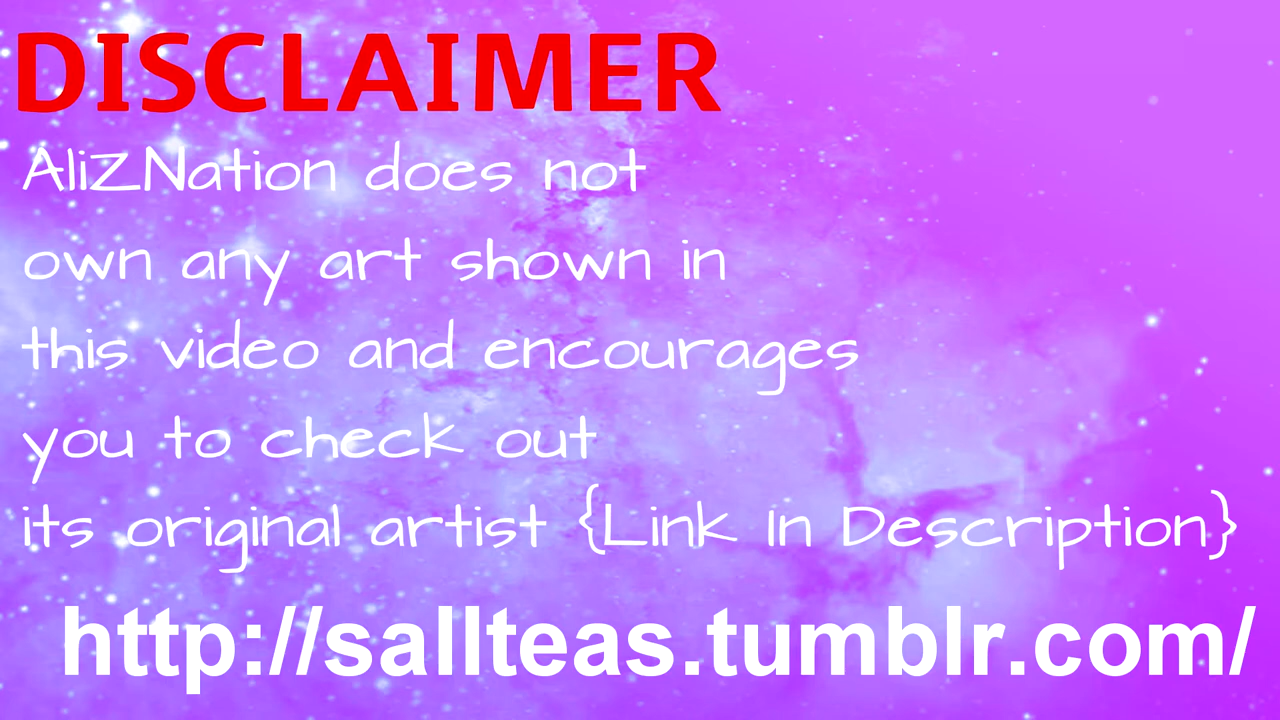 DISCLAIMER
AliZNation does not
own any art shown in
this video and encourages
you to check out
its original artist {Link In Description}
http://sallteas.tumblr.com/